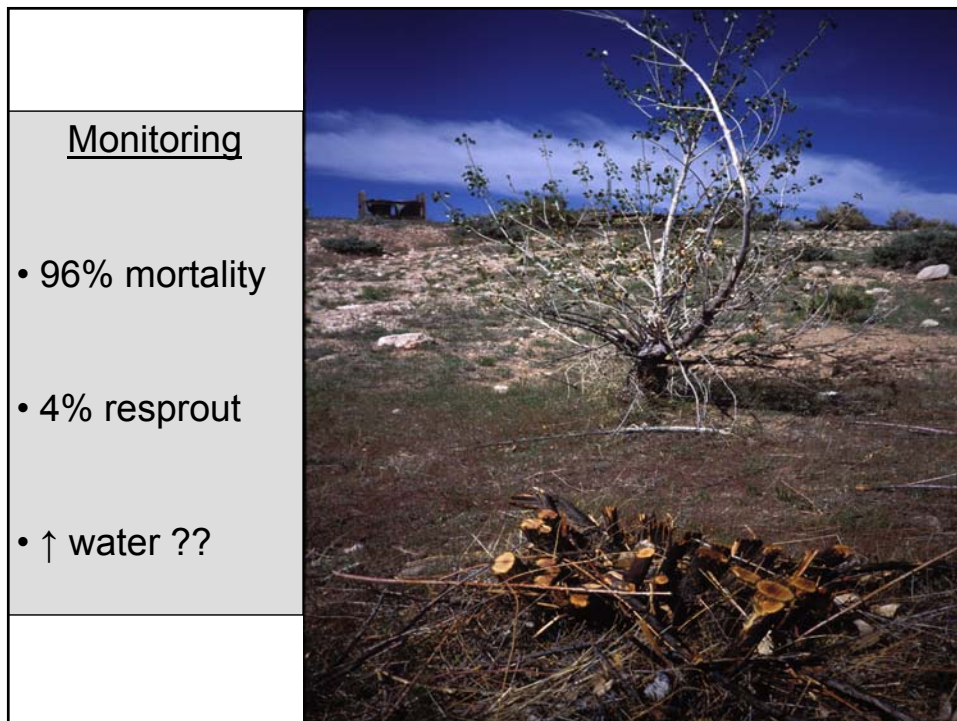 Monitoring
• 96% mortality
• 4% resprout
• ↑ water ??